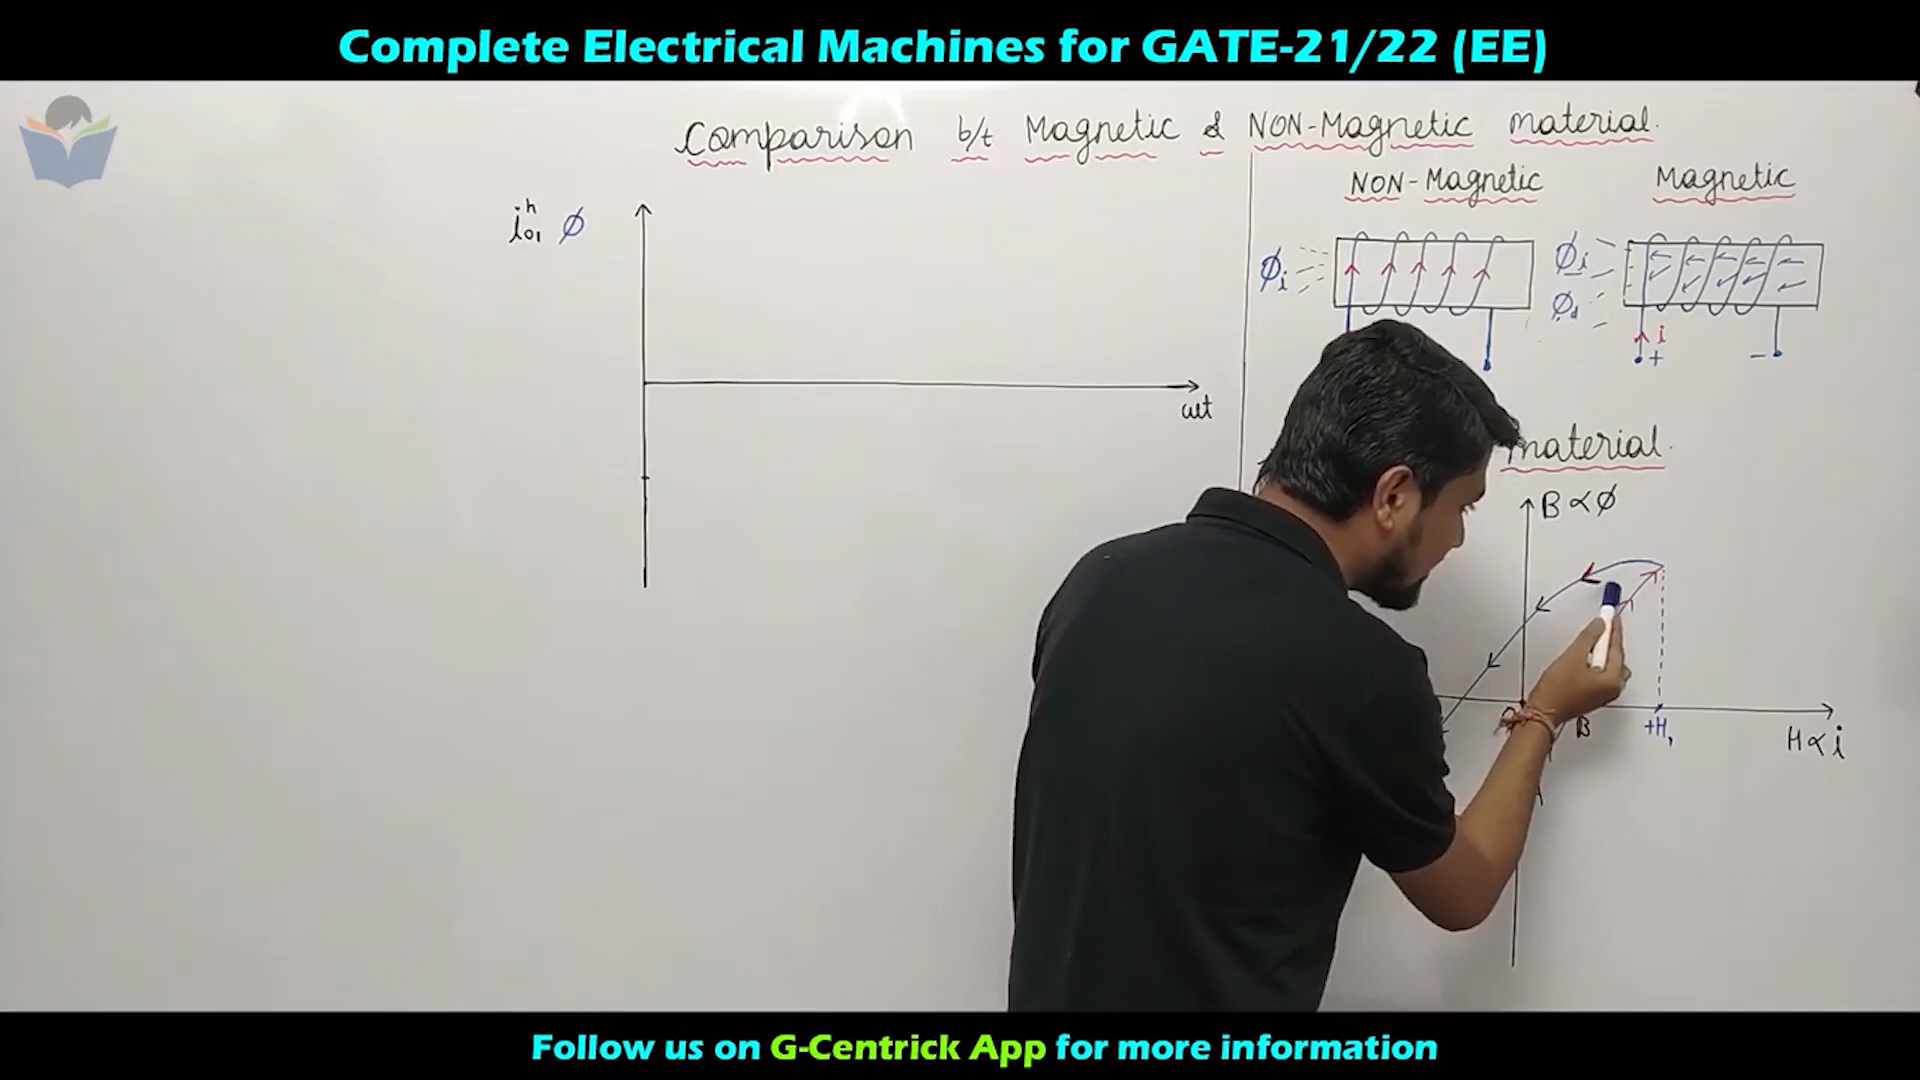 Complete Electrical Machines for GATE-21/22 (EE)
Comparison b/t Magnetic & NON-Magnetic material.
NON-Magnetic
Magnetic
i₀₁ʰ ϕ
ωt
ϕi
ϕi
ϕd
i
+
-
material.
B ∝ ϕ
B
+H₁
H ∝ i
Follow us on G-Centrick App for more information